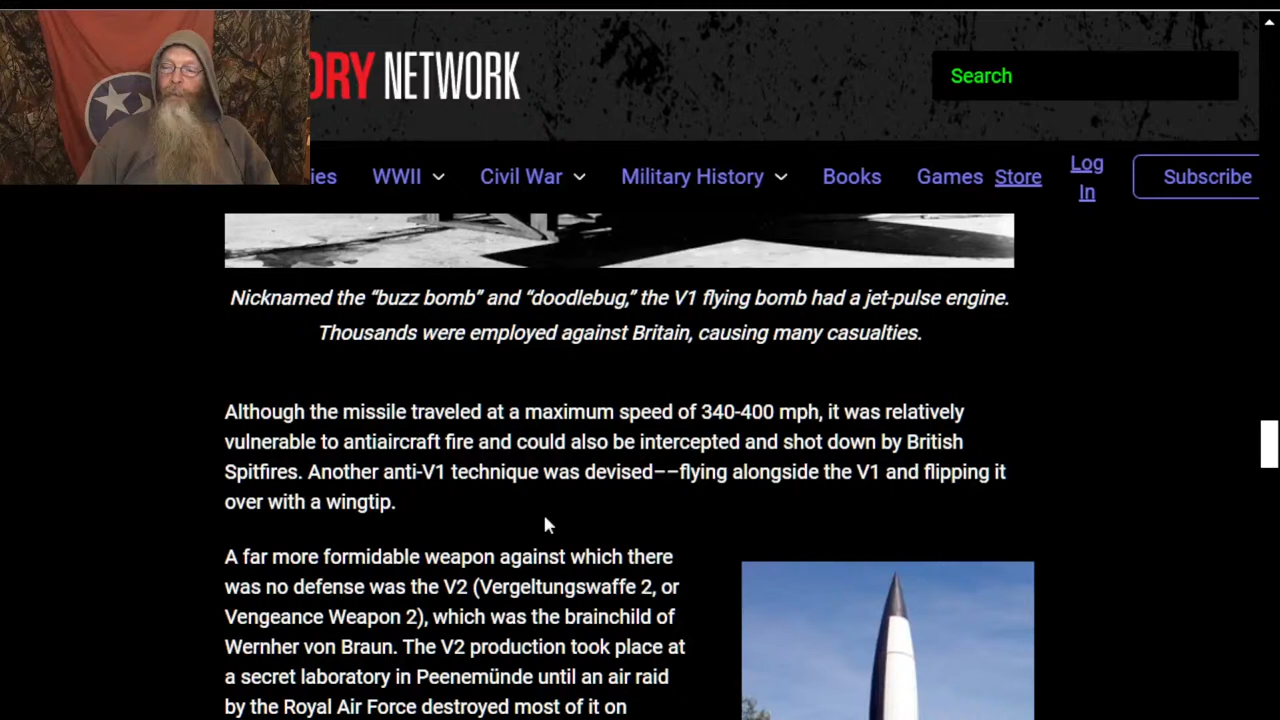 ORY NETWORK
Search
ies
WWII
Civil War
Military History
Books
Games
Store
Log
In
Subscribe
Nicknamed the “buzz bomb” and “doodlebug,” the V1 flying bomb had a jet-pulse engine.
Thousands were employed against Britain, causing many casualties.
Although the missile traveled at a maximum speed of 340-400 mph, it was relatively
vulnerable to antiaircraft fire and could also be intercepted and shot down by British
Spitfires. Another anti-V1 technique was devised––flying alongside the V1 and flipping it
over with a wingtip.
A far more formidable weapon against which there
was no defense was the V2 (Vergeltungswaffe 2, or
Vengeance Weapon 2), which was the brainchild of
Wernher von Braun. The V2 production took place at
a secret laboratory in Peenemünde until an air raid
by the Royal Air Force destroyed most of it on